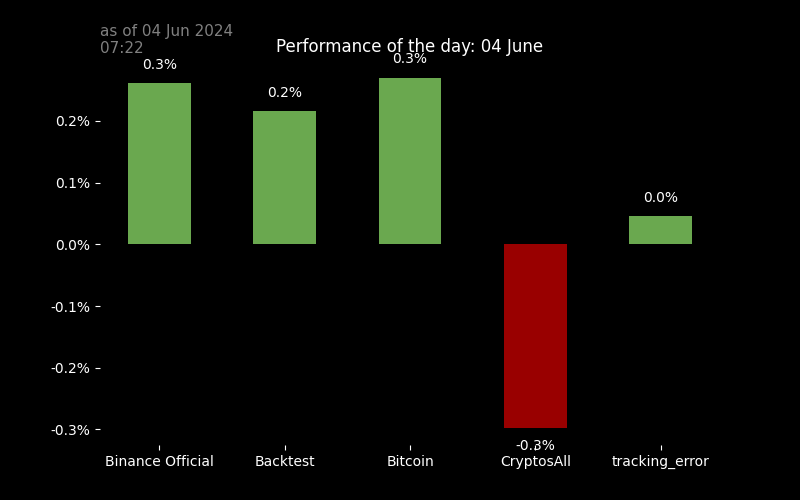 as of 04 Jun 2024
07:22
Performance of the day: 04 June
0.3%
0.2%
0.3%
-0.3%
0.0%
0.2%
0.1%
0.0%
-0.1%
-0.2%
-0.3%
Binance Official
Backtest
Bitcoin
CryptosAll
tracking_error